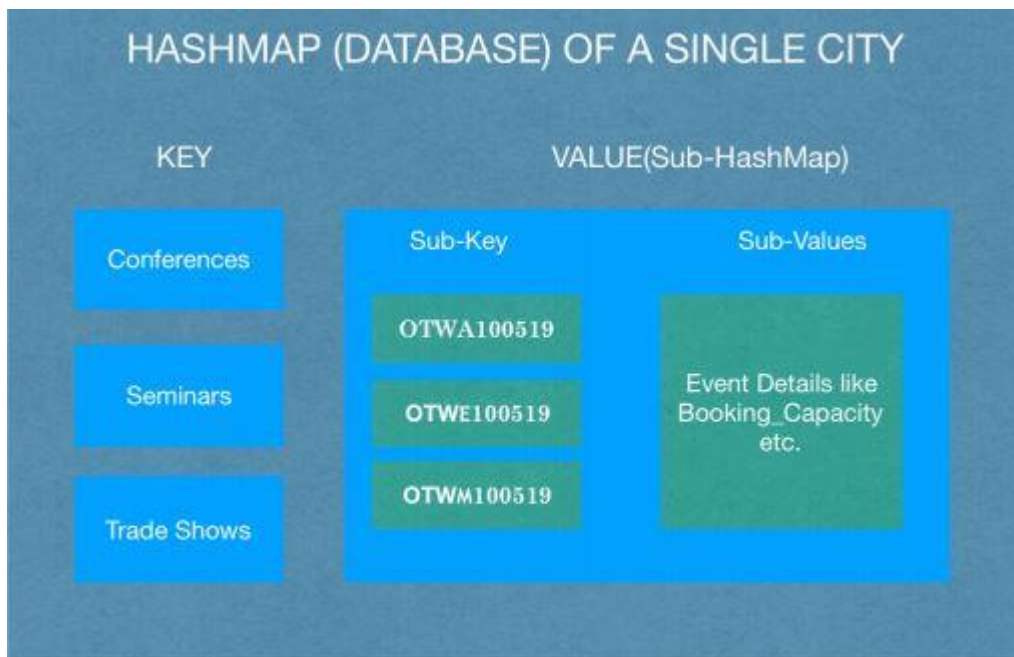 HASHMAP (DATABASE) OF A SINGLE CITY
KEY
VALUE(Sub-HashMap)
Conferences
Seminars
Trade Shows
Sub-Key
Sub-Values
OTWA100519
OTWE100519
OTWM100519
Event Details like
Booking_Capacity
etc.